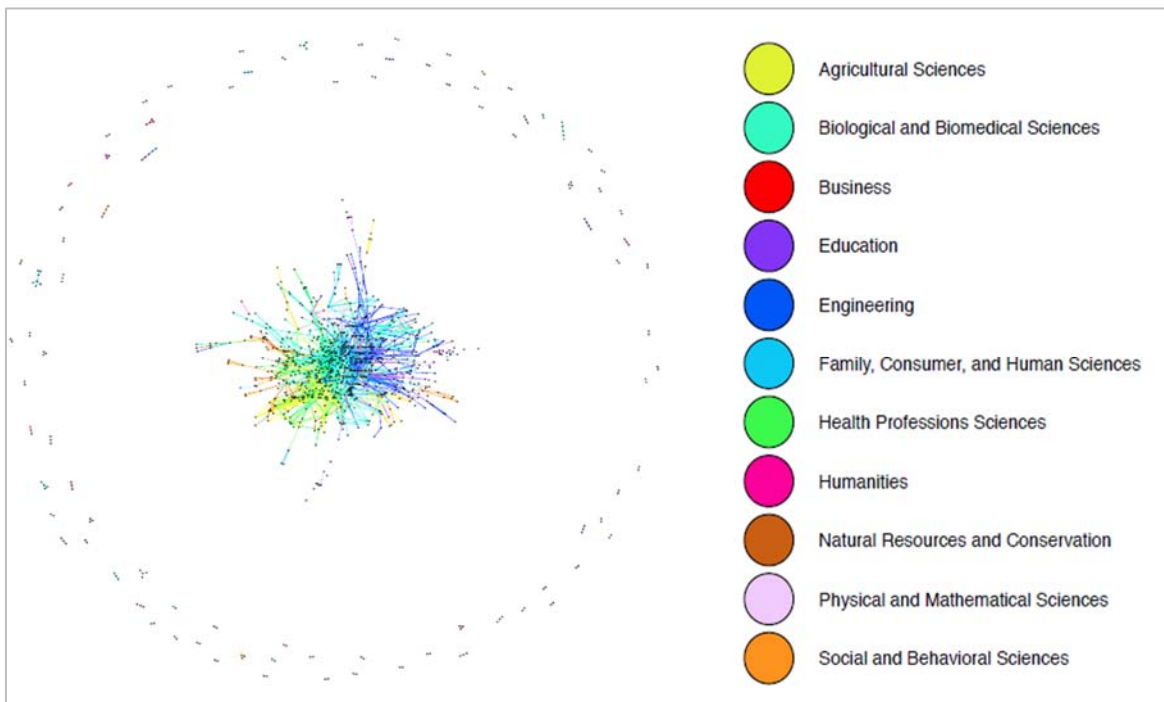 Agricultural Sciences
Biological and Biomedical Sciences
Business
Education
Engineering
Family, Consumer, and Human Sciences
Health Professions Sciences
Humanities
Natural Resources and Conservation
Physical and Mathematical Sciences
Social and Behavioral Sciences